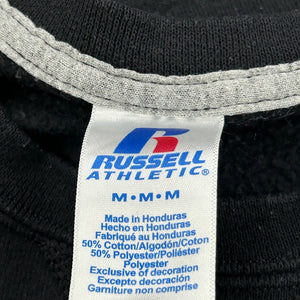 RUSSELL
ATHLETIC®
M • M • M
Made in Honduras
Hecho en Honduras
Fabriqué au Honduras
50% Cotton/Algodón/Coton
50% Polyester/Poliéster
Polyester
Exclusive of decoration
Excepto decoración
Garniture non comprise